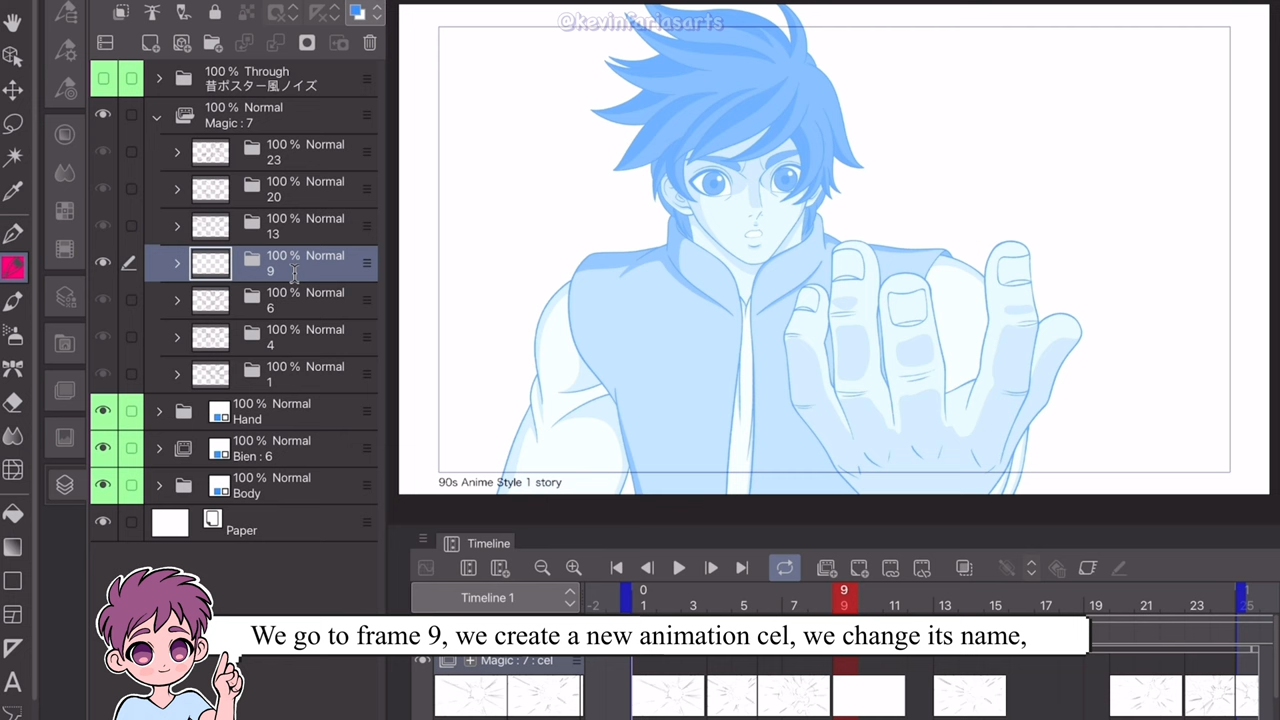 @kevinfariasarts
100 % Through
昔ポスター風ノイズ
100 % Normal
Magic : 7
100 % Normal
23
100 % Normal
20
100 % Normal
13
100 % Normal
9
100 % Normal
6
100 % Normal
4
100 % Normal
1
100 % Normal
Hand
100 % Normal
Bien : 6
100 % Normal
Body
Paper
90s Anime Style 1 story
Timeline
Timeline 1
0 9 1
-2 1 3 5 7 9 11 13 15 17 19 21 23 25
We go to frame 9, we create a new animation cel, we change its name,
Magic : 7 : cel
A